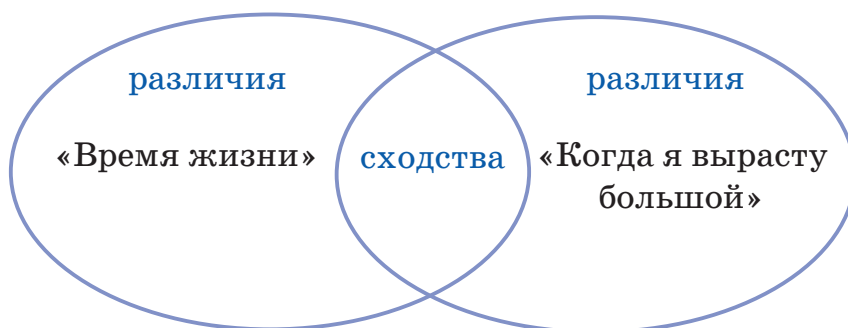 различия
«Время жизни»
сходства
различия
«Когда я вырасту
большой»